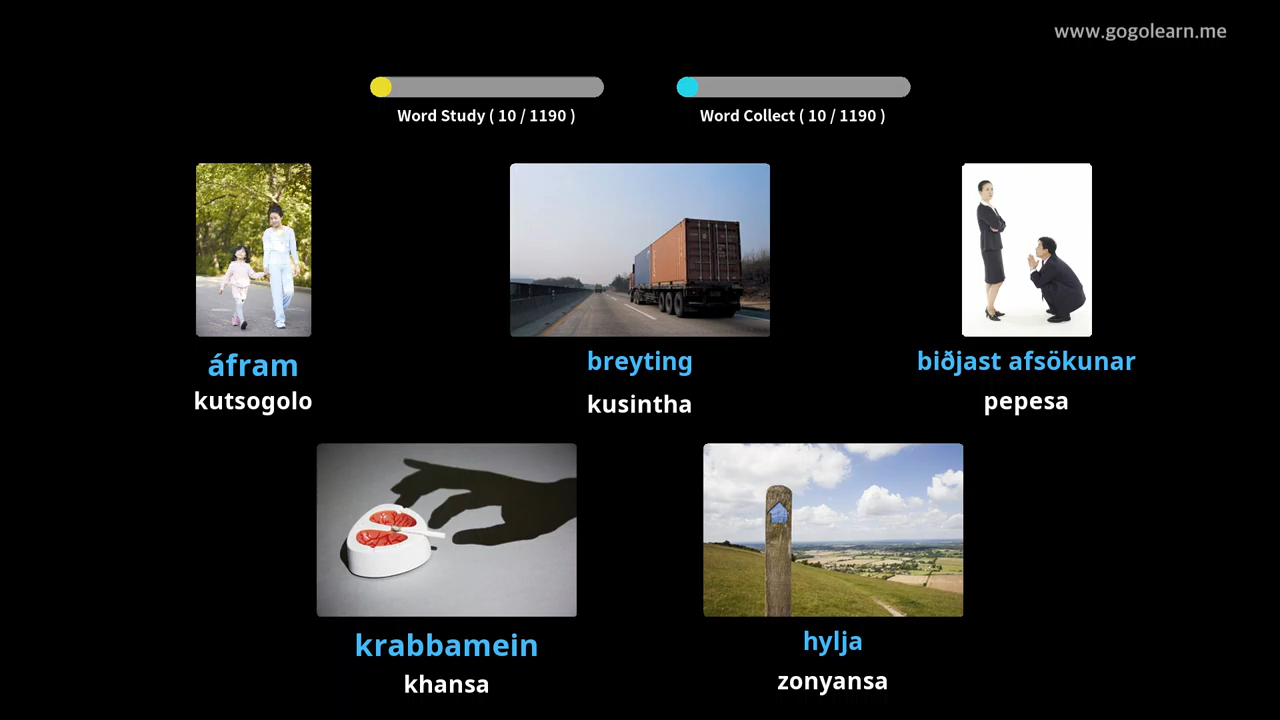 www.gogolearn.me
Word Study ( 10 / 1190 )
Word Collect ( 10 / 1190 )
áfram
kutsogolo
breyting
kusintha
biðjast afsökunar
pepesa
krabbamein
khansa
hylja
zonyansa